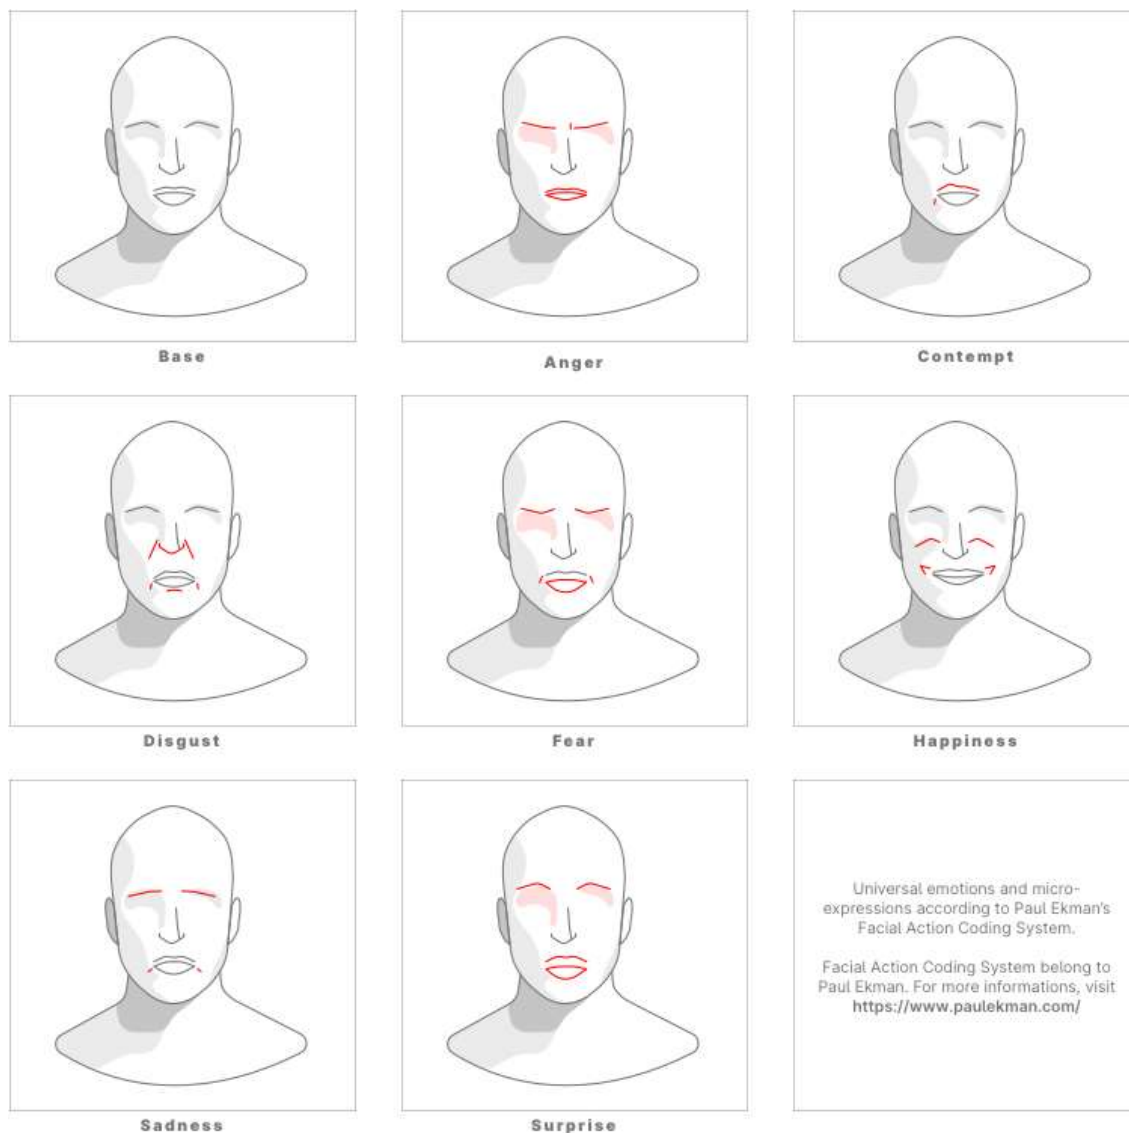 Base
Anger
Contempt
Disgust
Fear
Happiness
Sadness
Surprise
Universal emotions and micro-
expressions according to Paul Ekman's
Facial Action Coding System.
Facial Action Coding System belong to
Paul Ekman. For more informations, visit
https://www.paulekman.com/